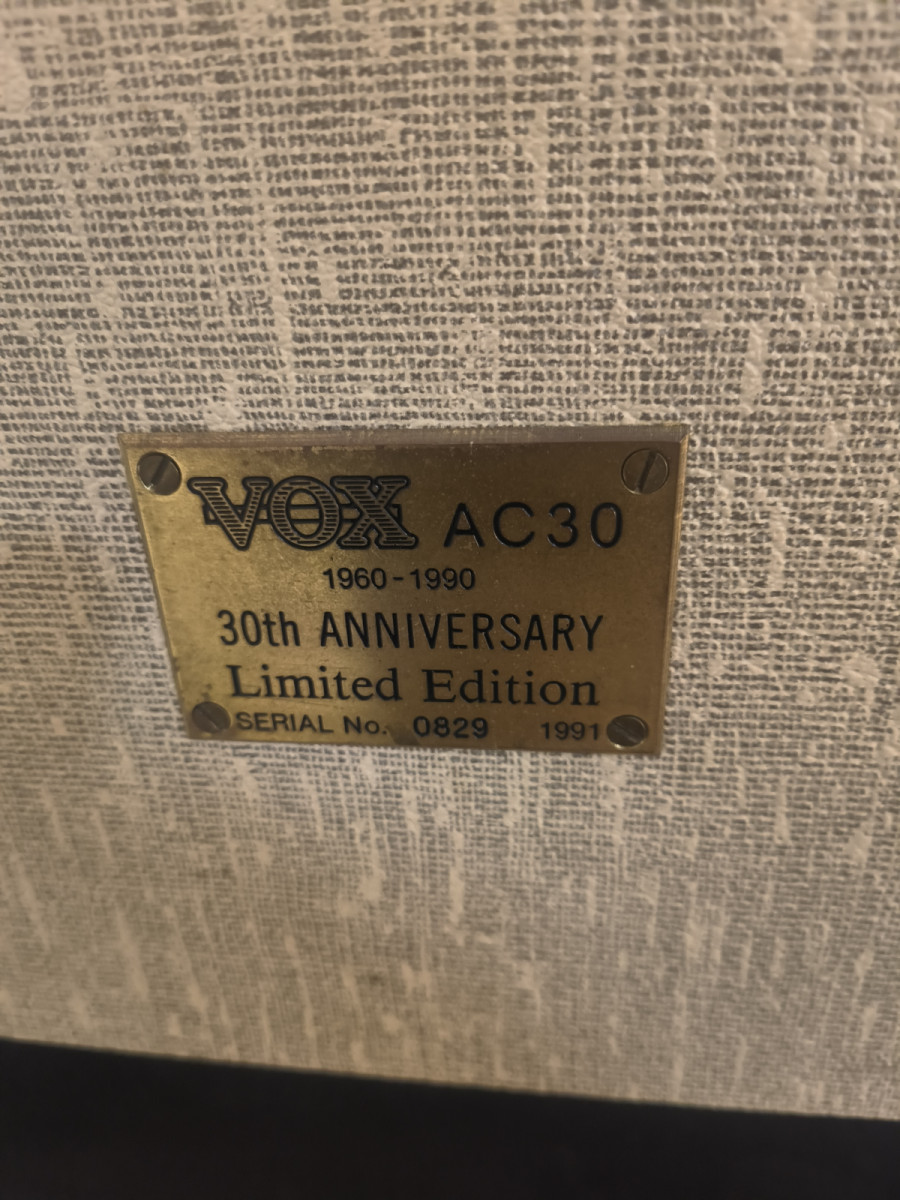 VOX AC30
1960-1990
30th ANNIVERSARY
Limited Edition
SERIAL No. 0829 1991